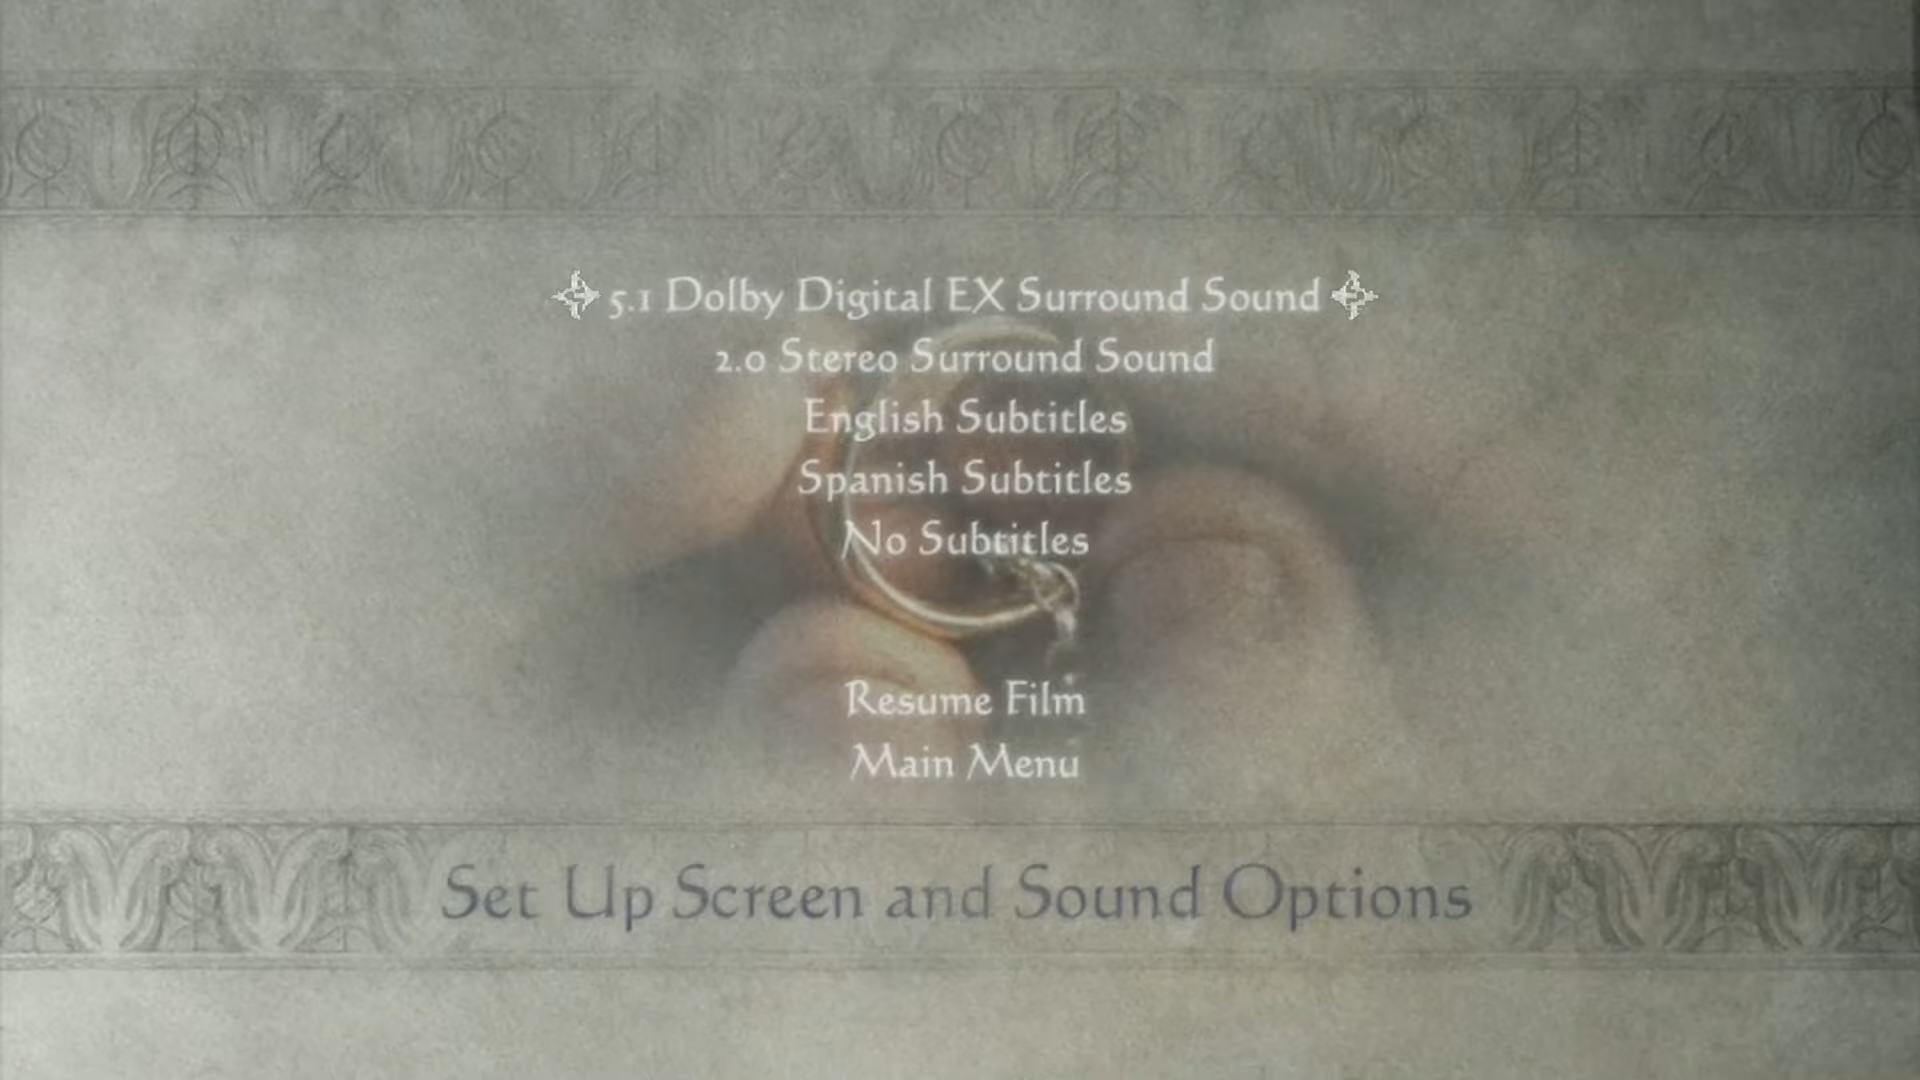 5.1 Dolby Digital EX Surround Sound
2.0 Stereo Surround Sound
English Subtitles
Spanish Subtitles
No Subtitles
Resume Film
Main Menu
Set Up Screen and Sound Options